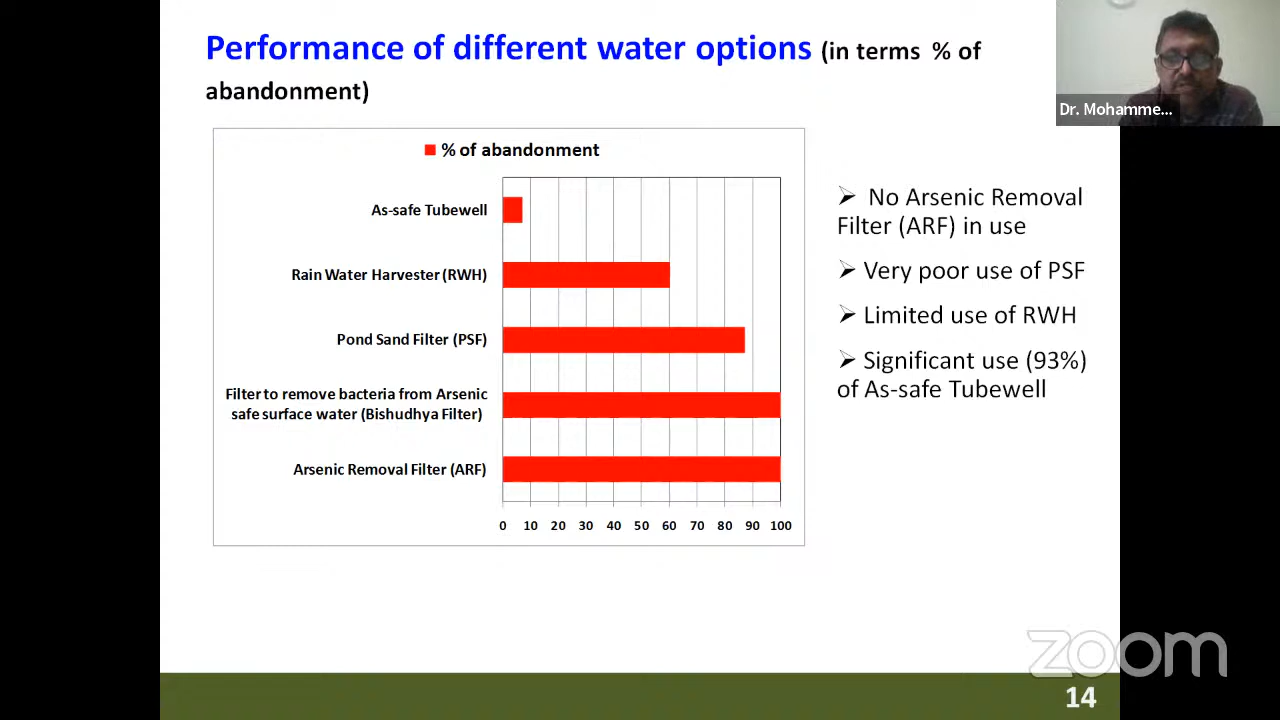 Performance of different water options (in terms % of
abandonment)
Dr. Mohamme...
% of abandonment
As-safe Tubewell
Rain Water Harvester (RWH)
Pond Sand Filter (PSF)
Filter to remove bacteria from Arsenic
safe surface water (Bishudhya Filter)
Arsenic Removal Filter (ARF)
0 10 20 30 40 50 60 70 80 90 100
➢ No Arsenic Removal
Filter (ARF) in use
➢ Very poor use of PSF
➢ Limited use of RWH
➢ Significant use (93%)
of As-safe Tubewell
zoom
14